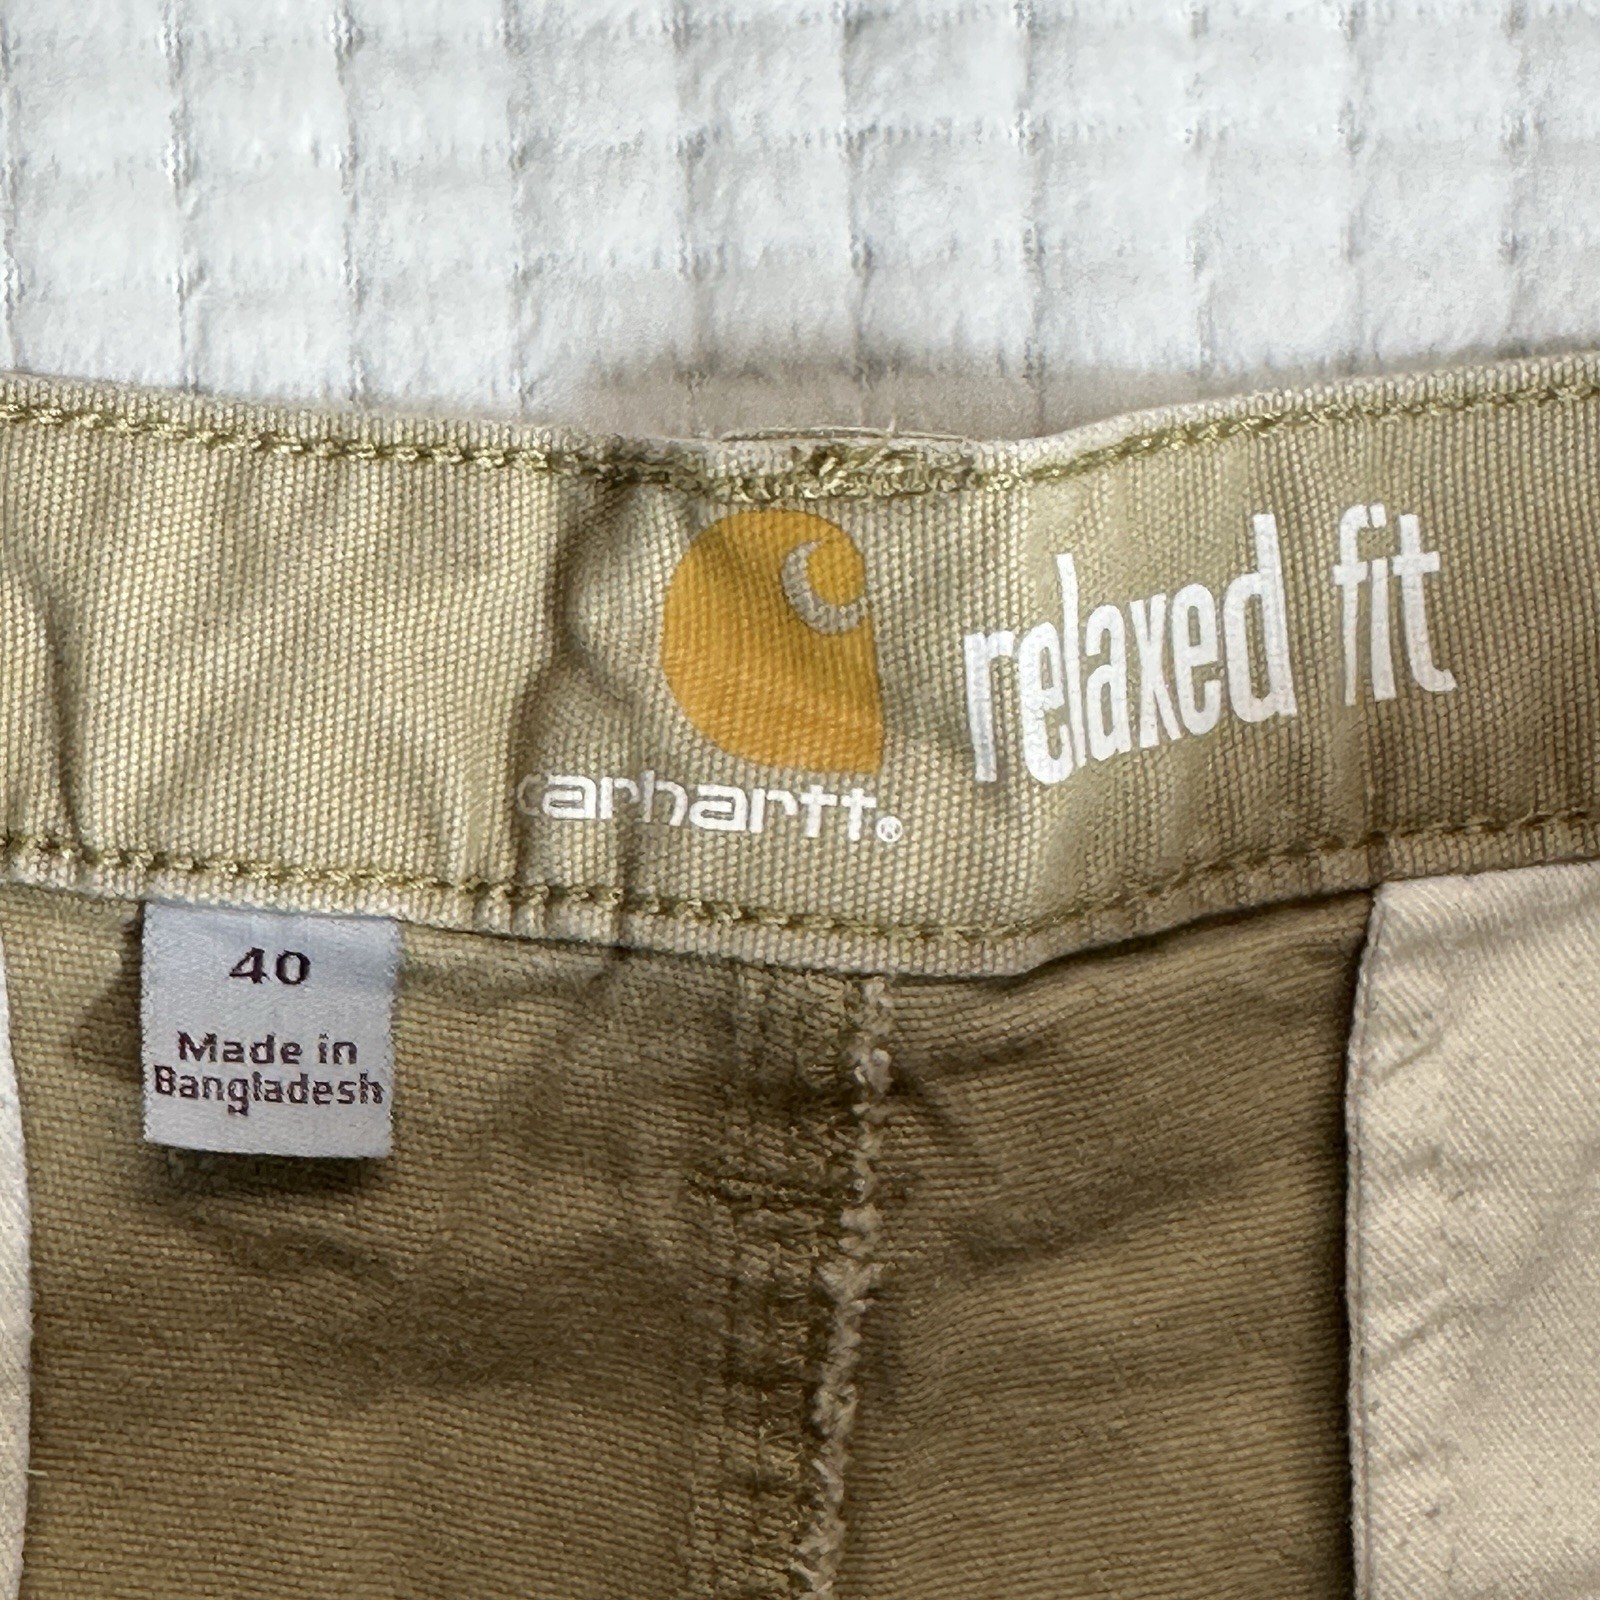 carhartt®
relaxed fit
40
Made in
Bangladesh